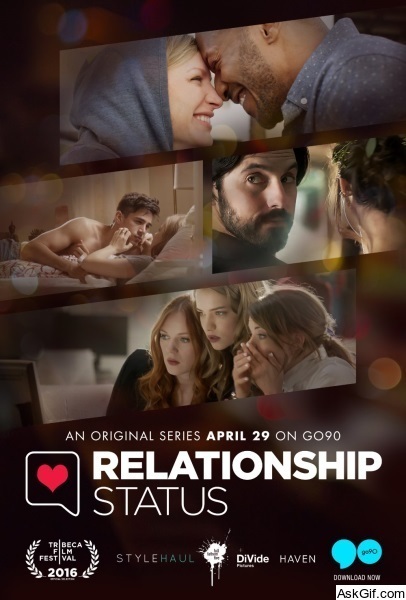 AN ORIGINAL SERIES APRIL 29 ON GO90
RELATIONSHIP
STATUS
TRIBECA
FILM
FESTIVAL
2016
STYLEHAUL
DiVide
Pictures
HAVEN
go90
DOWNLOAD NOW
AskGif.com